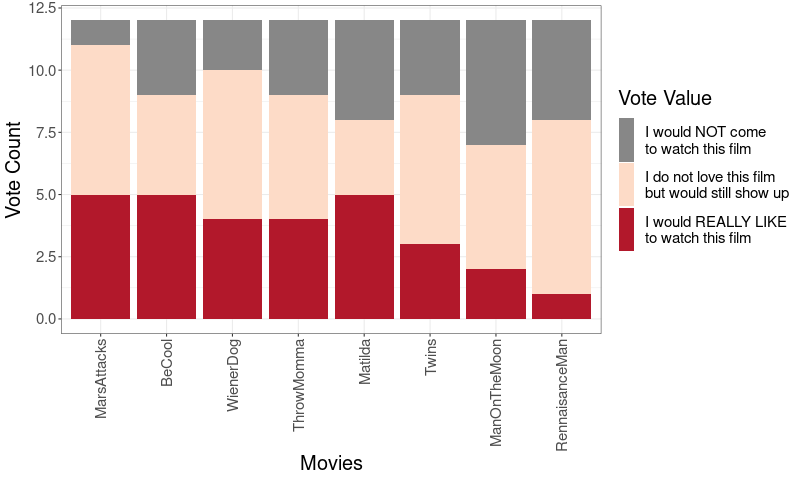 12.5
10.0
7.5
5.0
2.5
0.0
Vote Count
MarsAttacks
BeCool
WienerDog
ThrowMomma
Matilda
Twins
ManOnTheMoon
RennaisanceMan
Movies
Vote Value
I would NOT come
to watch this film
I do not love this film
but would still show up
I would REALLY LIKE
to watch this film